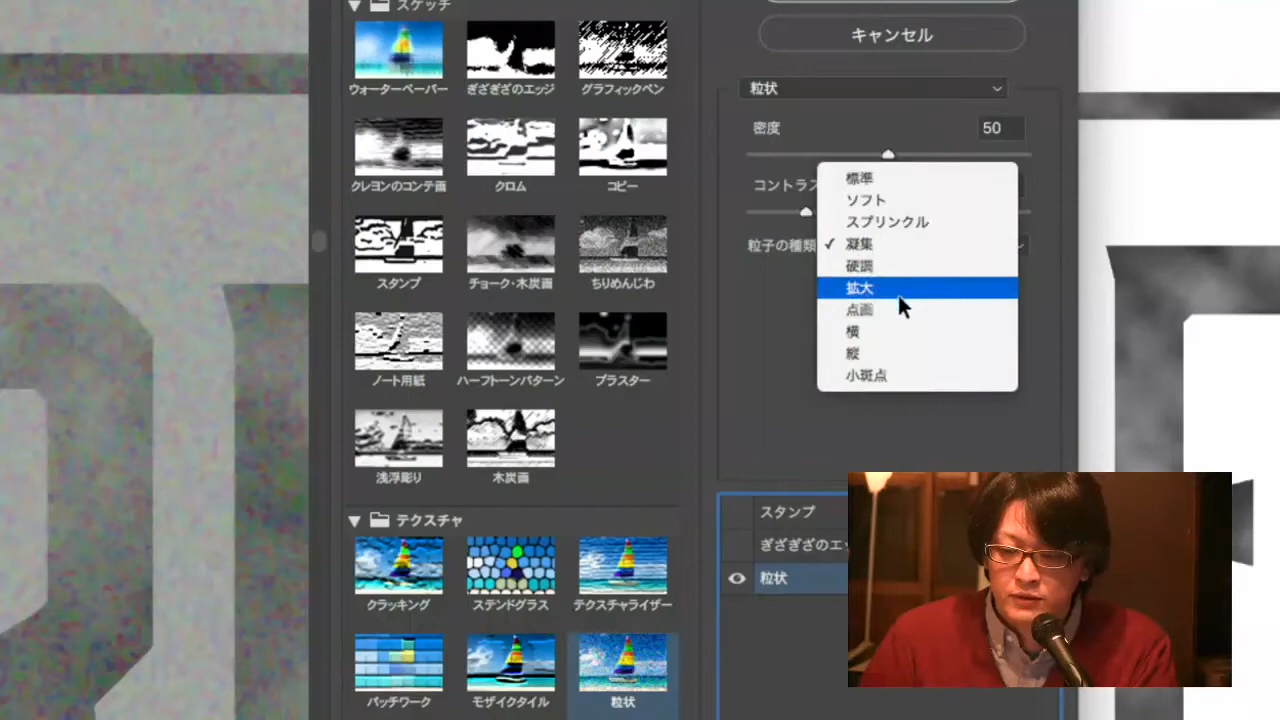 スケッチ
ウォーターペーパー
ぎざぎざのエッジ
グラフィックペン
クレヨンのコンテ画
クロム
コピー
スタンプ
チョーク・木炭画
ちりめんじわ
ノート用紙
ハーフトーンパターン
プラスター
浅浮彫り
木炭画
テクスチャ
クラッキング
ステンドグラス
テクスチャライザー
パッチワーク
モザイクタイル
粒状
キャンセル
粒状
密度
50
コントラス
粒子の種類
標準
ソフト
スプリンクル
✓ 凝集
硬調
拡大
点画
横
縦
小斑点
スタンプ
ぎざぎざのエッ
粒状